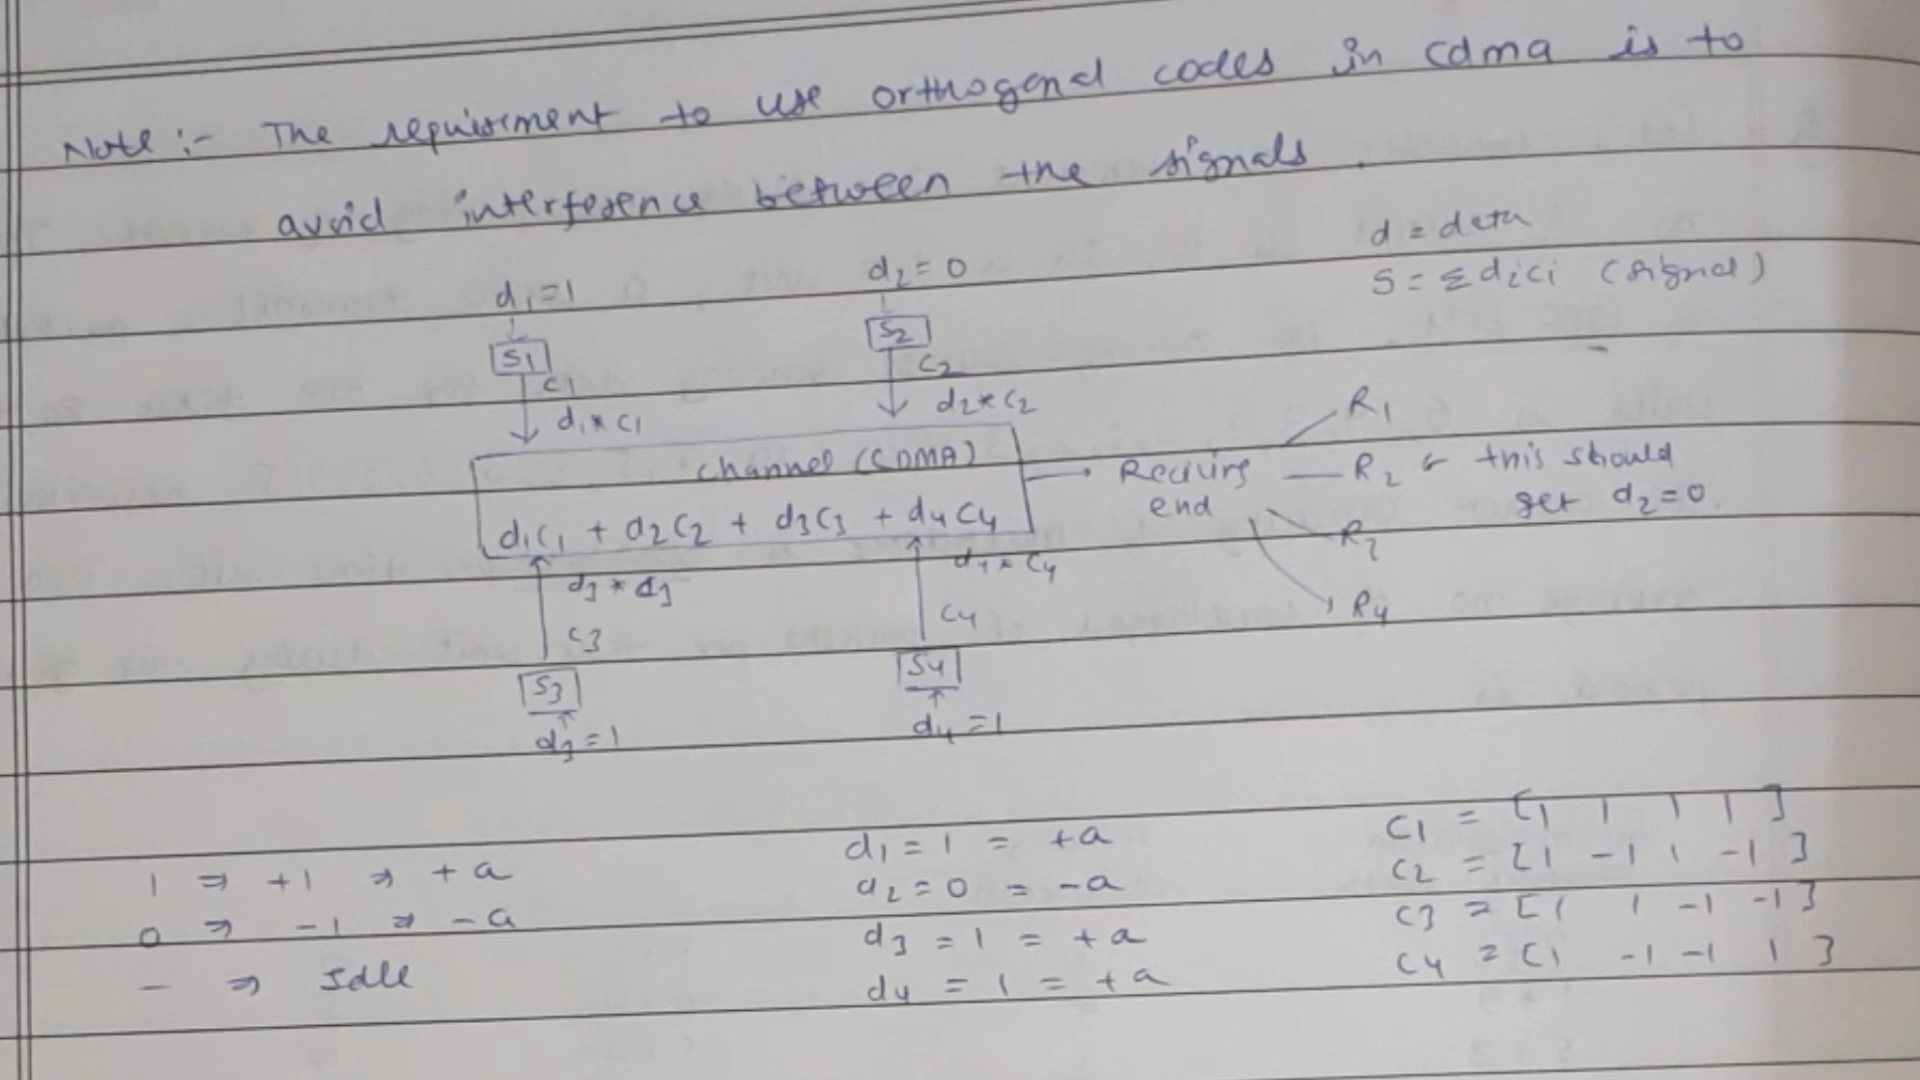 Note :- The requirement to use orthogonal codes in cdma is to
avoid interference between the signals.
d = data
d1=1
d2=0
S = Σdici (signal)
S1
S2
C1
C2
d1*C1
d2*C2
R1
channel (CDMA)
Reciving end
R2 this should get d2=0
d1C1 + d2C2 + d3C3 + d4C4
R3
d3 * d3
d4*C4
R4
C3
C4
S3
S4
d3=1
d4=1
1 ⇒ +1 ⇒ +a
d1 = 1 = +a
C1 = [1 1 1 1]
0 ⇒ -1 ⇒ -a
d2 = 0 = -a
C2 = [1 -1 1 -1]
d3 = 1 = +a
C3 = [1 1 -1 -1]
- ⇒ Idle
d4 = 1 = +a
C4 = [1 -1 -1 1]